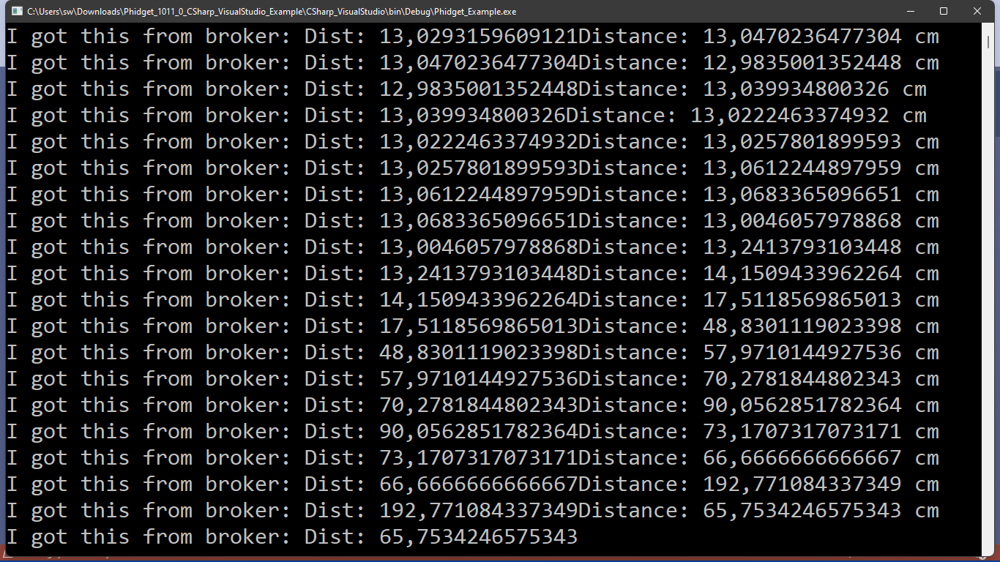 C:\Users\sw\Downloads\Phidget_1011_0_CSharp_VisualStudio_Example\CSharp_VisualStudio\bin\Debug\Phidget_Example.exe
I got this from broker: Dist: 13,0293159609121Distance: 13,0470236477304 cm
I got this from broker: Dist: 13,0470236477304Distance: 12,9835001352448 cm
I got this from broker: Dist: 12,9835001352448Distance: 13,039934800326 cm
I got this from broker: Dist: 13,039934800326Distance: 13,0222463374932 cm
I got this from broker: Dist: 13,0222463374932Distance: 13,0257801899593 cm
I got this from broker: Dist: 13,0257801899593Distance: 13,0612244897959 cm
I got this from broker: Dist: 13,0612244897959Distance: 13,0683365096651 cm
I got this from broker: Dist: 13,0683365096651Distance: 13,0046057978868 cm
I got this from broker: Dist: 13,0046057978868Distance: 13,2413793103448 cm
I got this from broker: Dist: 13,2413793103448Distance: 14,1509433962264 cm
I got this from broker: Dist: 14,1509433962264Distance: 17,5118569865013 cm
I got this from broker: Dist: 17,5118569865013Distance: 48,8301119023398 cm
I got this from broker: Dist: 48,8301119023398Distance: 57,9710144927536 cm
I got this from broker: Dist: 57,9710144927536Distance: 70,2781844802343 cm
I got this from broker: Dist: 70,2781844802343Distance: 90,0562851782364 cm
I got this from broker: Dist: 90,0562851782364Distance: 73,1707317073171 cm
I got this from broker: Dist: 73,1707317073171Distance: 66,6666666666667 cm
I got this from broker: Dist: 66,6666666666667Distance: 192,771084337349 cm
I got this from broker: Dist: 192,771084337349Distance: 65,7534246575343 cm
I got this from broker: Dist: 65,7534246575343